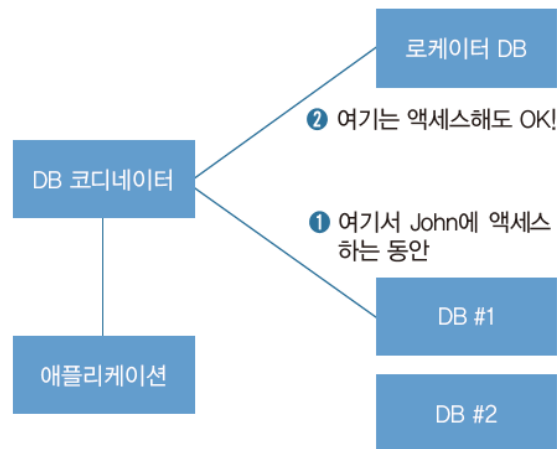 로케이터 DB
❷ 여기는 액세스해도 OK!
DB 코디네이터
❶ 여기서 John에 액세스
하는 동안
DB #1
애플리케이션
DB #2